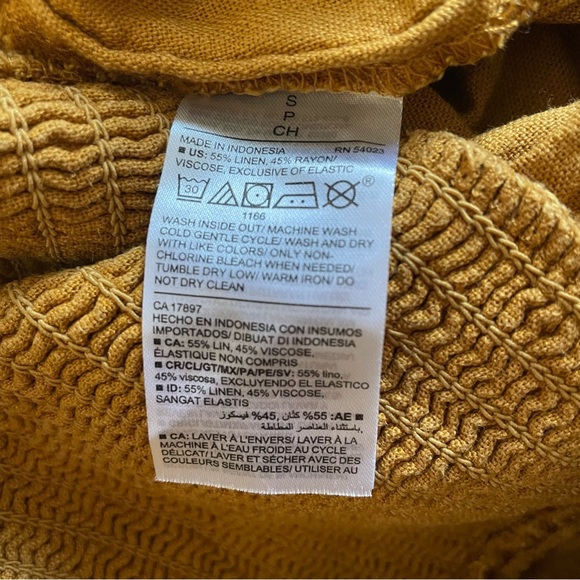 S
P
CH
MADE IN INDONESIA RN 54023
■ US: 55% LINEN, 45% RAYON/
VISCOSE, EXCLUSIVE OF ELASTIC
30 ®
1166
WASH INSIDE OUT/ MACHINE WASH
COLD GENTLE CYCLE/ WASH AND DRY
WITH LIKE COLORS/ ONLY NON-
CHLORINE BLEACH WHEN NEEDED/
TUMBLE DRY LOW/ WARM IRON/ DO
NOT DRY CLEAN
CA 17897
HECHO EN INDONESIA CON INSUMOS
IMPORTADOS/ DIBUAT DI INDONESIA
■ CA: 55% LIN, 45% VISCOSE.
ÉLASTIQUE NON COMPRIS
■ CR/CL/GT/MX/PA/PE/SV: 55% lino.
45% viscosa, EXCLUYENDO EL ELASTICO
■ ID: 55% LINEN, 45% VISCOSE.
SANGAT ELASTIS
■ AE: 55% كتان, 45% فيسكوز
باستثناء العناصر المطاطة.
■ CA: LAVER À L'ENVERS/ LAVER À LA
MACHINE À L'EAU FROIDE AU CYCLE
DÉLICAT/ LAVER ET SÉCHER AVEC DES
COULEURS SEMBLABLES/ UTILISER AU